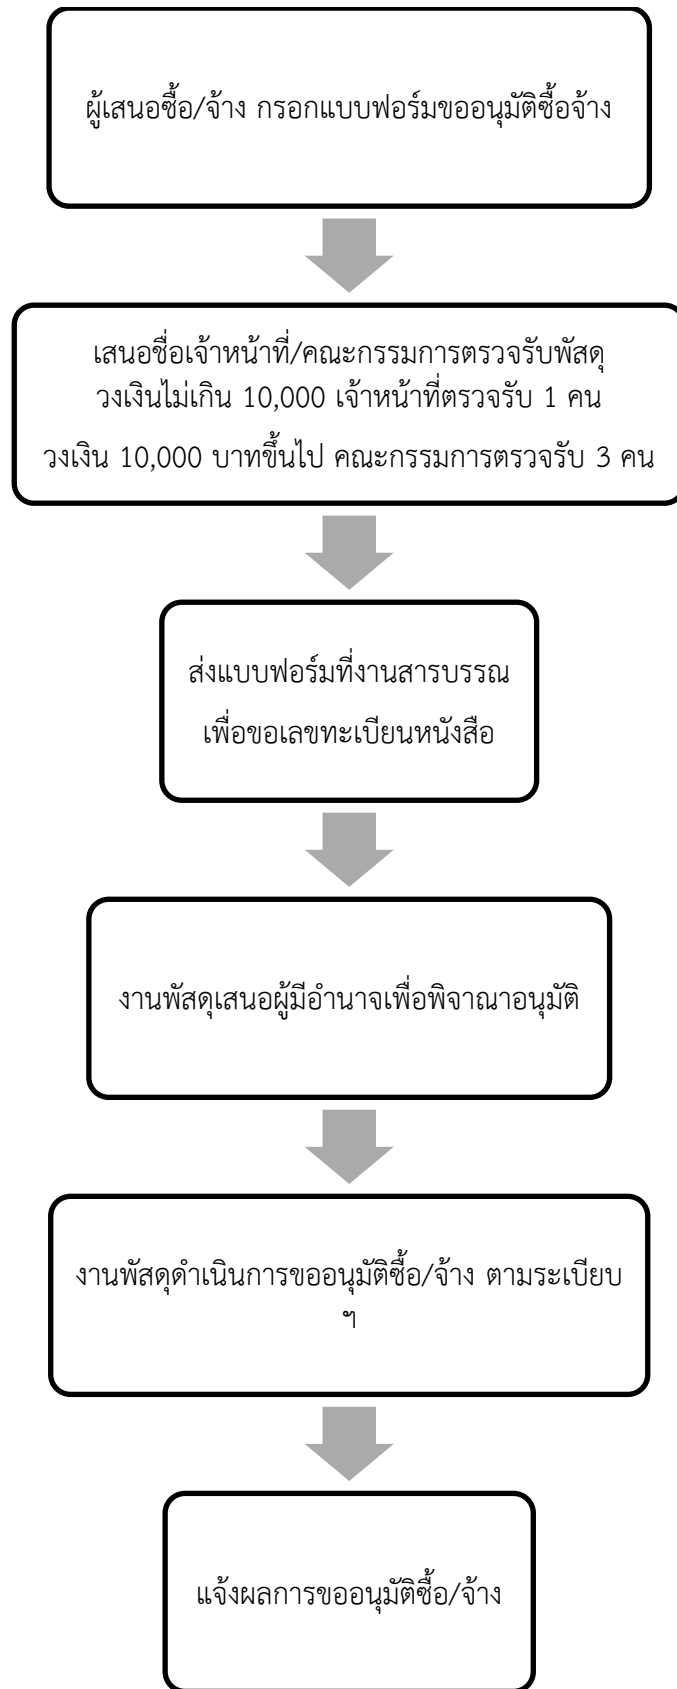 ผู้เสนอซื้อ/จ้าง กรอกแบบฟอร์มขออนุมัติซื้อจ้าง
เสนอชื่อเจ้าหน้าที่/คณะกรรมการตรวจรับพัสดุ
วงเงินไม่เกิน 10,000 เจ้าหน้าที่ตรวจรับ 1 คน
วงเงิน 10,000 บาทขึ้นไป คณะกรรมการตรวจรับ 3 คน
ส่งแบบฟอร์มที่งานสารบรรณ
เพื่อขอเลขทะเบียนหนังสือ
งานพัสดุเสนอผู้มีอำนาจเพื่อพิจาณาอนุมัติ
งานพัสดุดำเนินการขออนุมัติซื้อ/จ้าง ตามระเบียบ
ฯ
แจ้งผลการขออนุมัติซื้อ/จ้าง